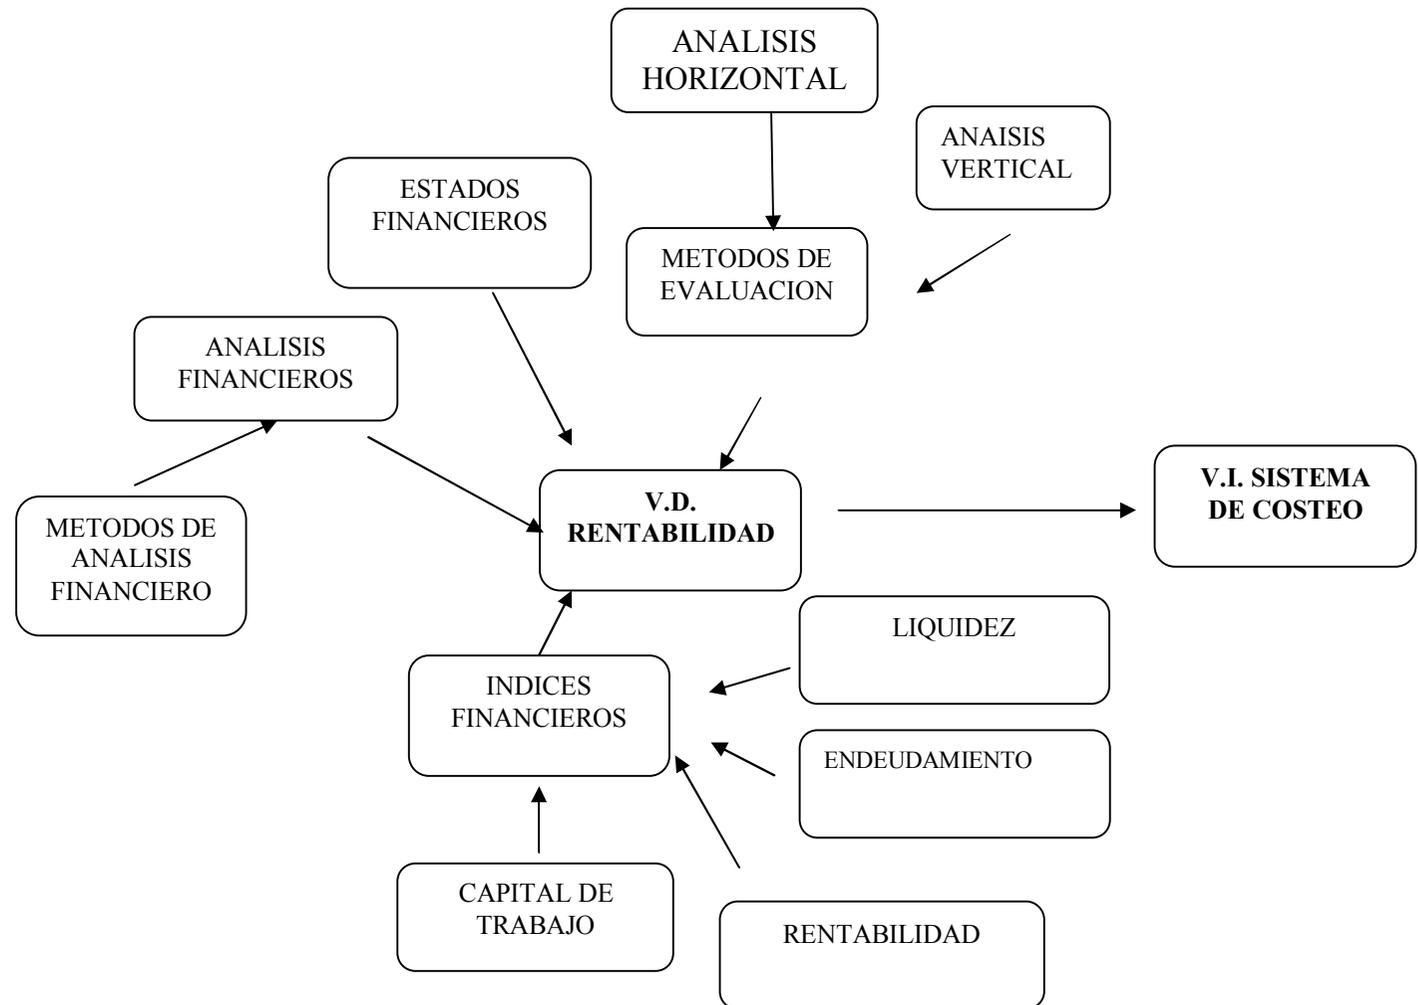 ANALISIS
HORIZONTAL
ANAISIS
VERTICAL
ESTADOS
FINANCIEROS
METODOS DE
EVALUACION
ANALISIS
FINANCIEROS
V.D.
RENTABILIDAD
V.I. SISTEMA
DE COSTEO
METODOS DE
ANALISIS
FINANCIERO
LIQUIDEZ
INDICES
FINANCIEROS
ENDEUDAMIENTO
CAPITAL DE
TRABAJO
RENTABILIDAD